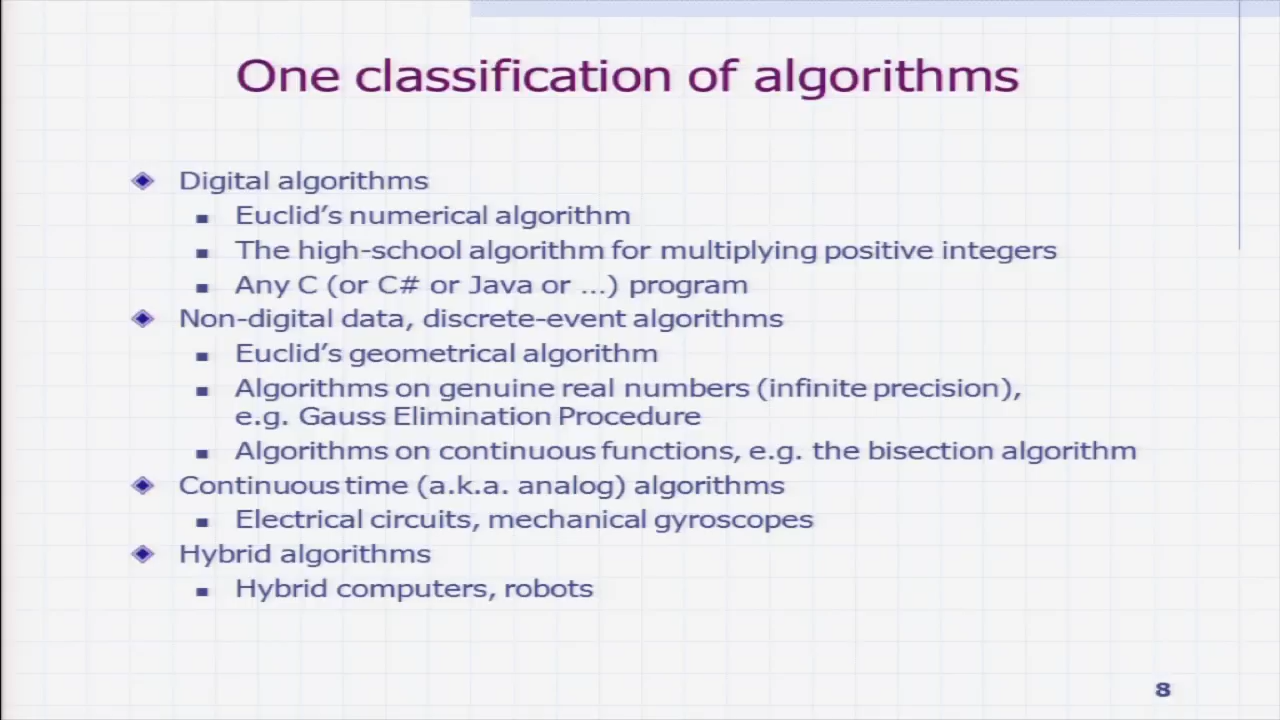 One classification of algorithms
Digital algorithms
Euclid's numerical algorithm
The high-school algorithm for multiplying positive integers
Any C (or C# or Java or …) program
Non-digital data, discrete-event algorithms
Euclid's geometrical algorithm
Algorithms on genuine real numbers (infinite precision),
e.g. Gauss Elimination Procedure
Algorithms on continuous functions, e.g. the bisection algorithm
Continuous time (a.k.a. analog) algorithms
Electrical circuits, mechanical gyroscopes
Hybrid algorithms
Hybrid computers, robots
8